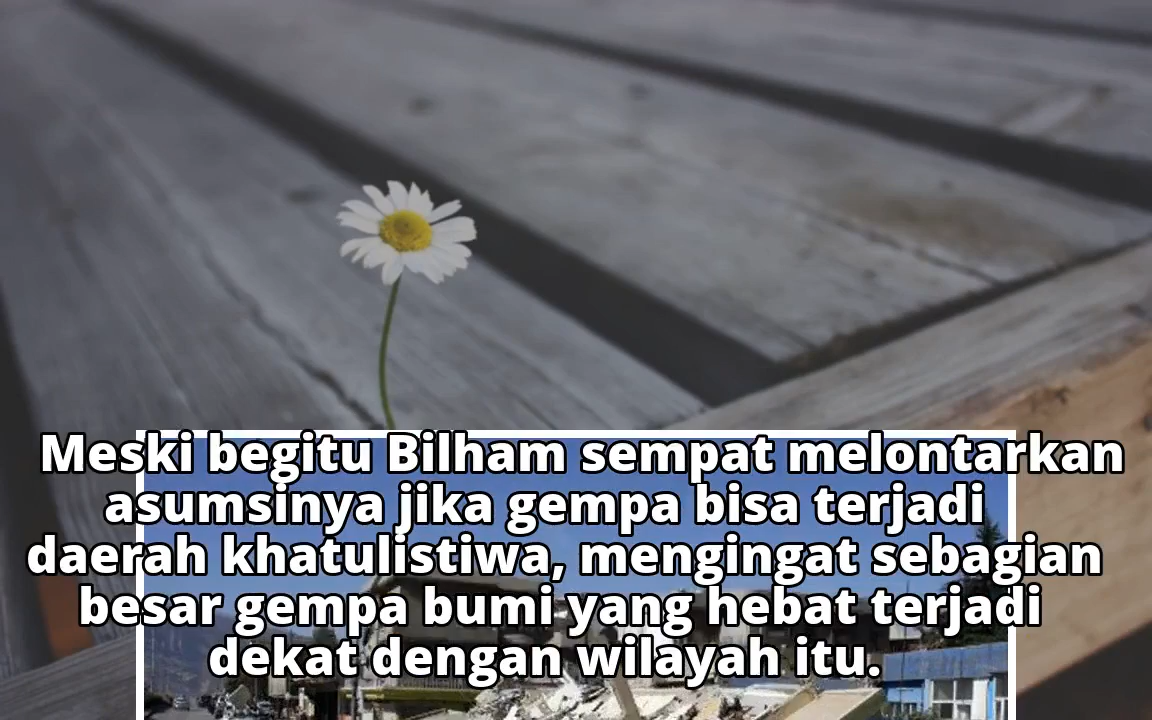 Meski begitu Bilham sempat melontarkan
asumsinya jika gempa bisa terjadi
daerah khatulistiwa, mengingat sebagian
besar gempa bumi yang hebat terjadi
dekat dengan wilayah itu.